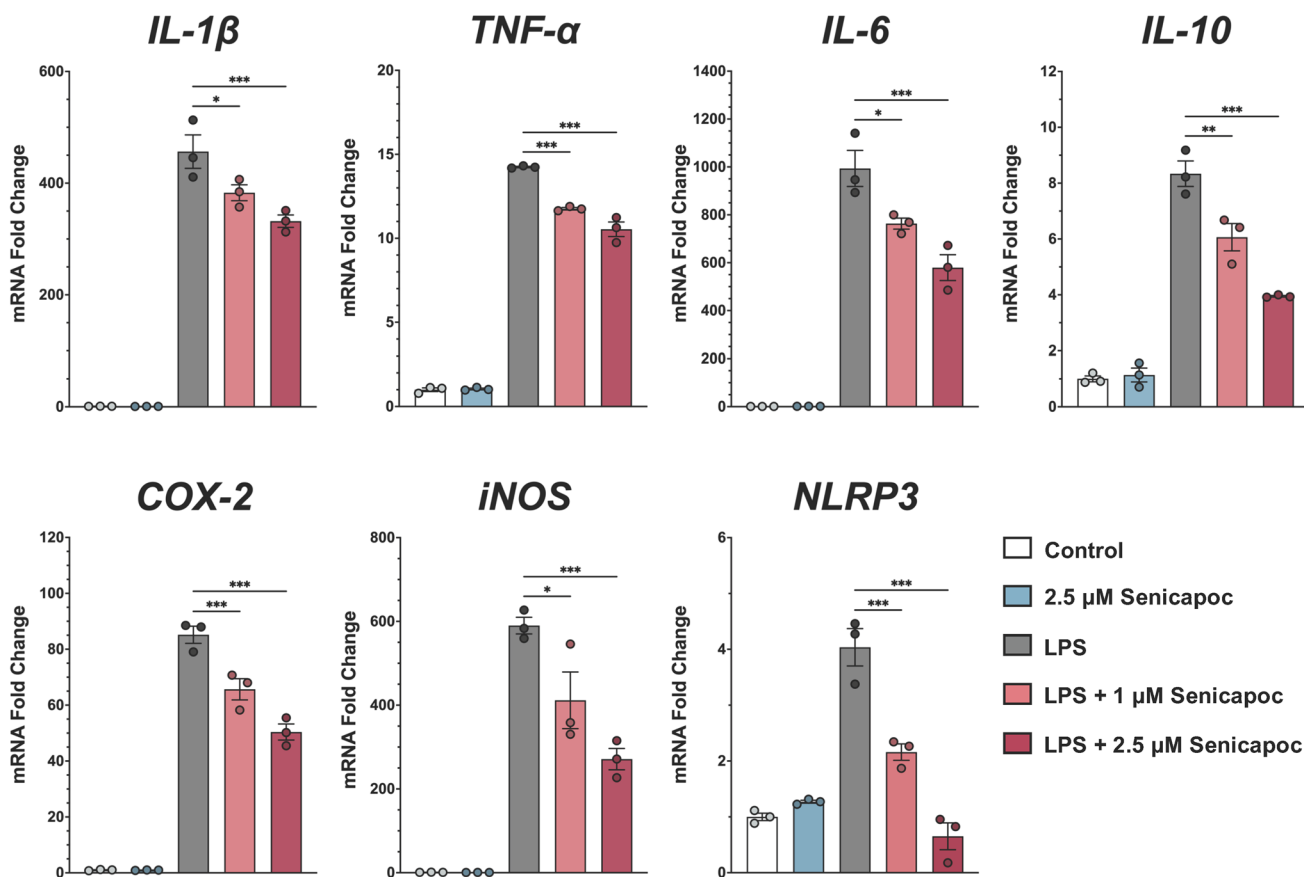 IL-1β
TNF-α
IL-6
IL-10
mRNA Fold Change
600
400
200
0
***
*
mRNA Fold Change
20
15
10
5
0
***
***
mRNA Fold Change
1400
1200
1000
800
600
400
200
0
***
*
mRNA Fold Change
12
10
8
6
4
2
0
***
**
COX-2
iNOS
NLRP3
mRNA Fold Change
120
100
80
60
40
20
0
***
***
mRNA Fold Change
800
600
400
200
0
***
*
mRNA Fold Change
6
4
2
0
***
***
Control
2.5 µM Senicapoc
LPS
LPS + 1 µM Senicapoc
LPS + 2.5 µM Senicapoc